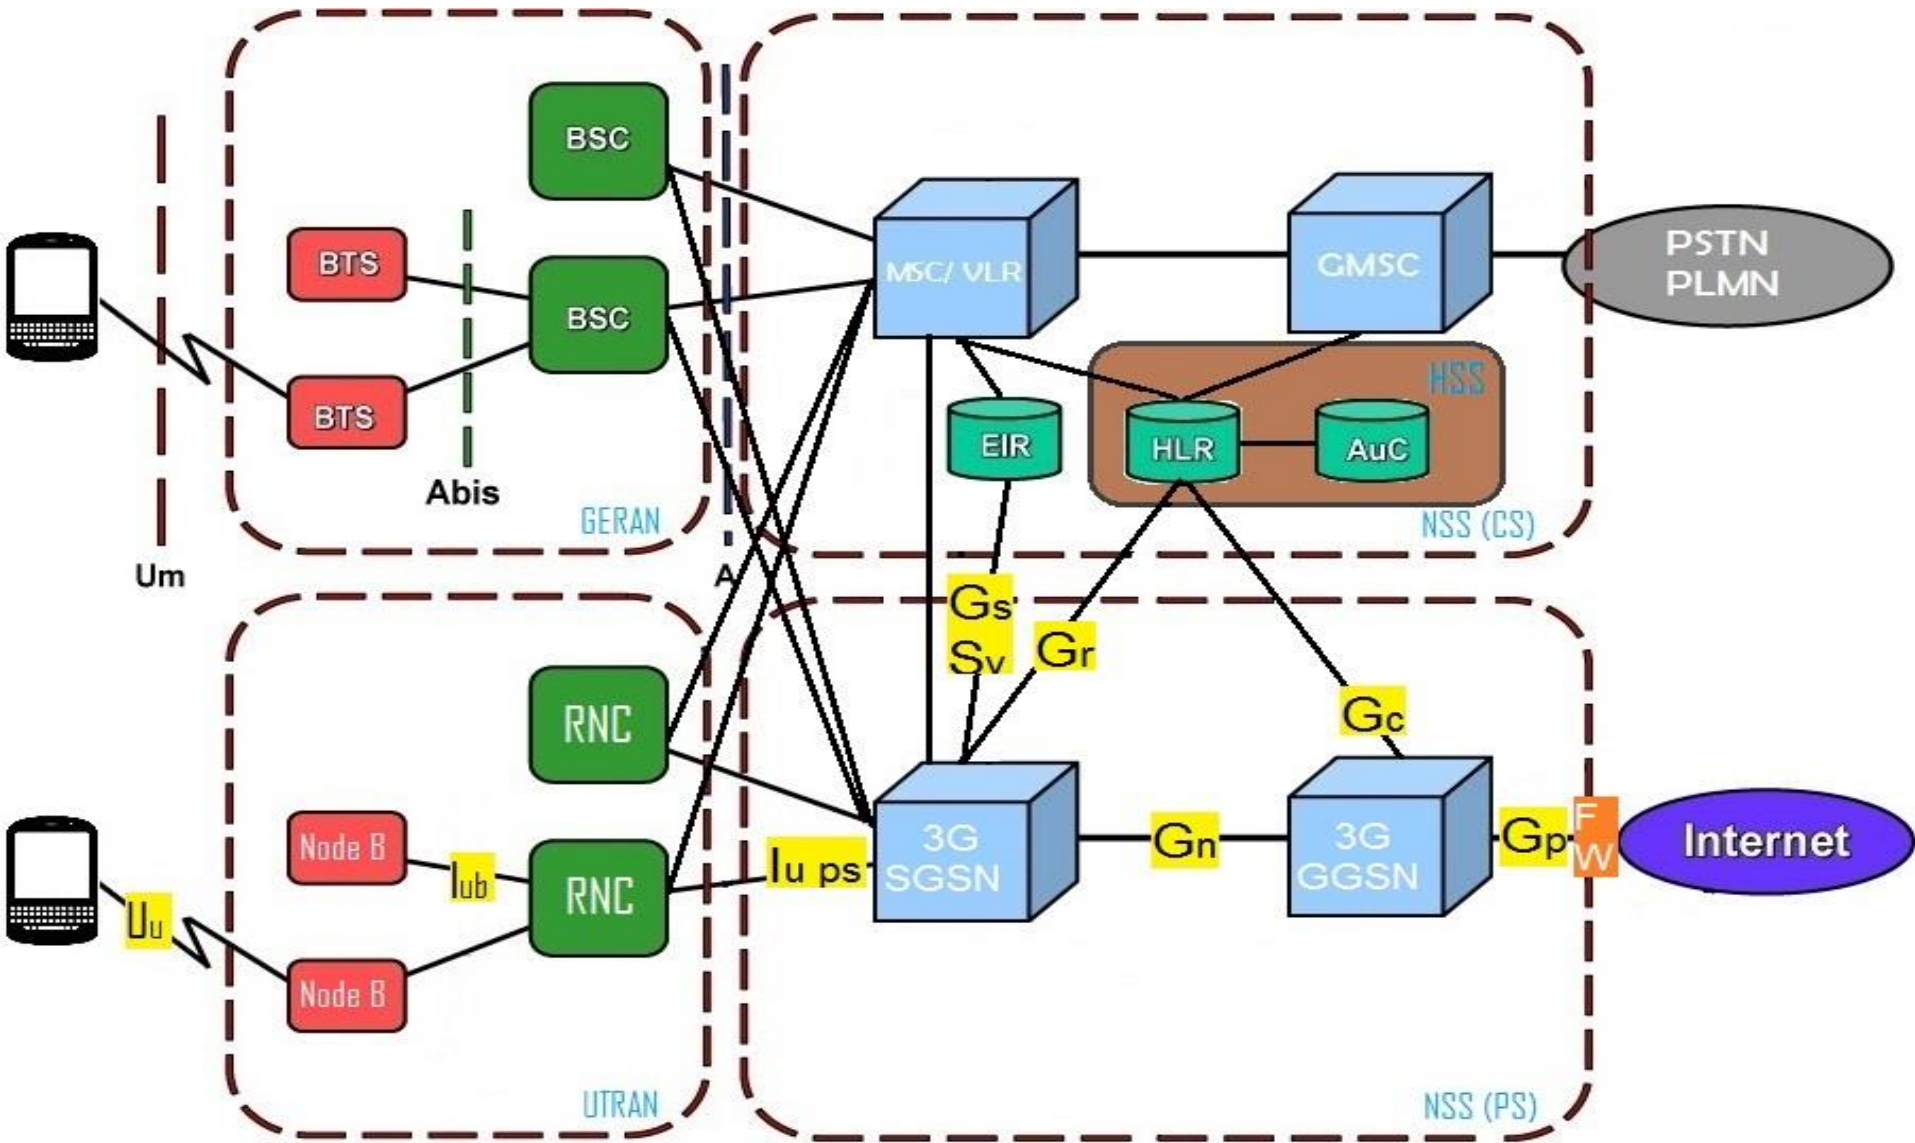 BSC
BTS
BSC
BTS
Abis
GERAN
Um
A
MSC/ VLR
GMSC
PSTN
PLMN
HSS
EIR
HLR
AuC
NSS (CS)
Gs
Sv
Gr
Gc
RNC
Node B
Iub
RNC
Uu
Node B
UTRAN
Iu ps
3G
SGSN
Gn
3G
GGSN
Gp
F
W
Internet
NSS (PS)